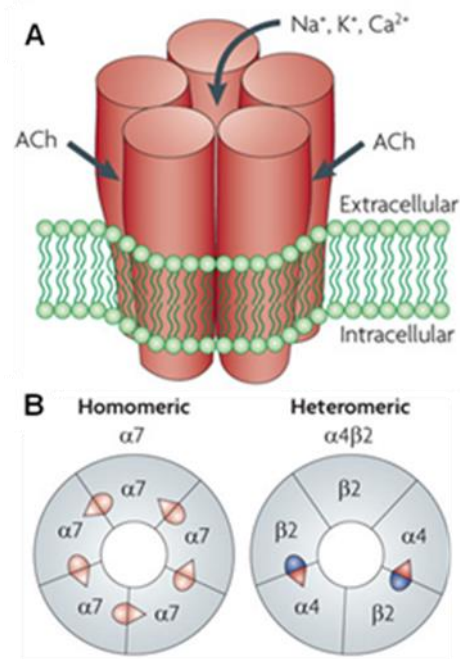 A
Na⁺, K⁺, Ca²⁺
ACh
ACh
Extracellular
Intracellular
B
Homomeric
α7
Heteromeric
α4β2
α7
α7
α7
α7
α7
β2
β2
α4
α4
β2